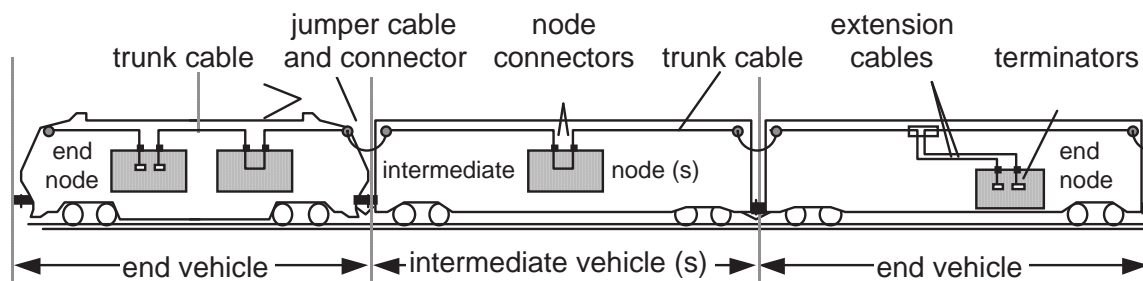 trunk cable
jumper cable
and connector
node
connectors
trunk cable
extension
cables
terminators
end
node
intermediate
node (s)
end
node
end vehicle
intermediate vehicle (s)
end vehicle